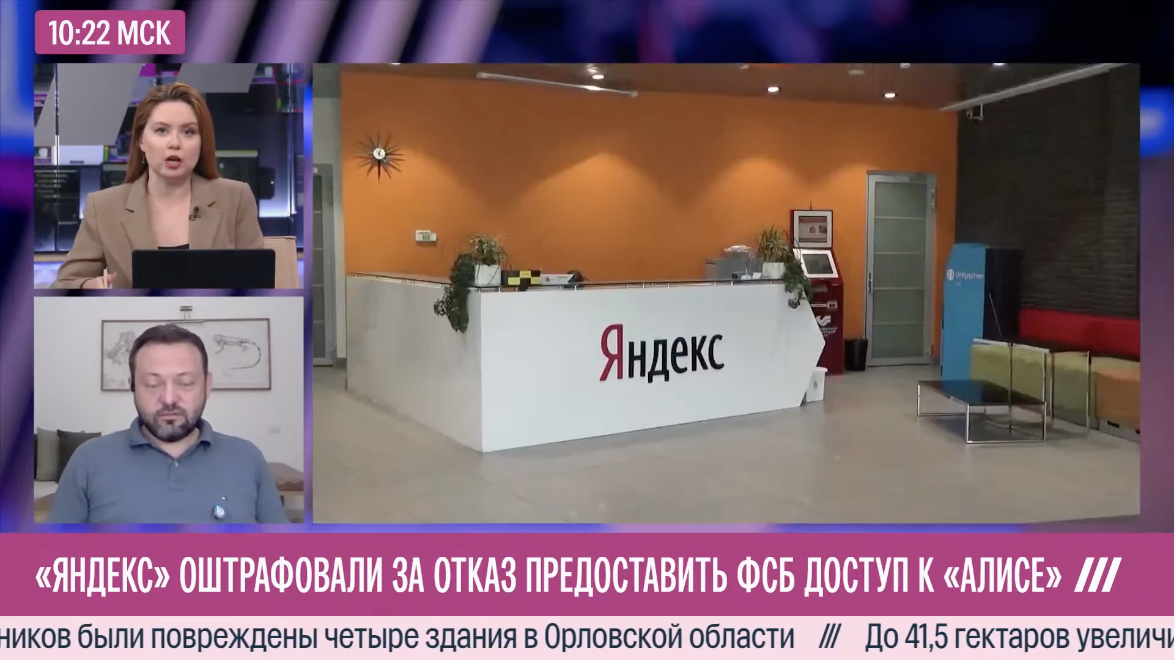 10:22 МСК
Яндекс
«ЯНДЕКС» ОШТРАФОВАЛИ ЗА ОТКАЗ ПРЕДОСТАВИТЬ ФСБ ДОСТУП К «АЛИСЕ» ///
ников были повреждены четыре здания в Орловской области /// До 41,5 гектаров увеличи